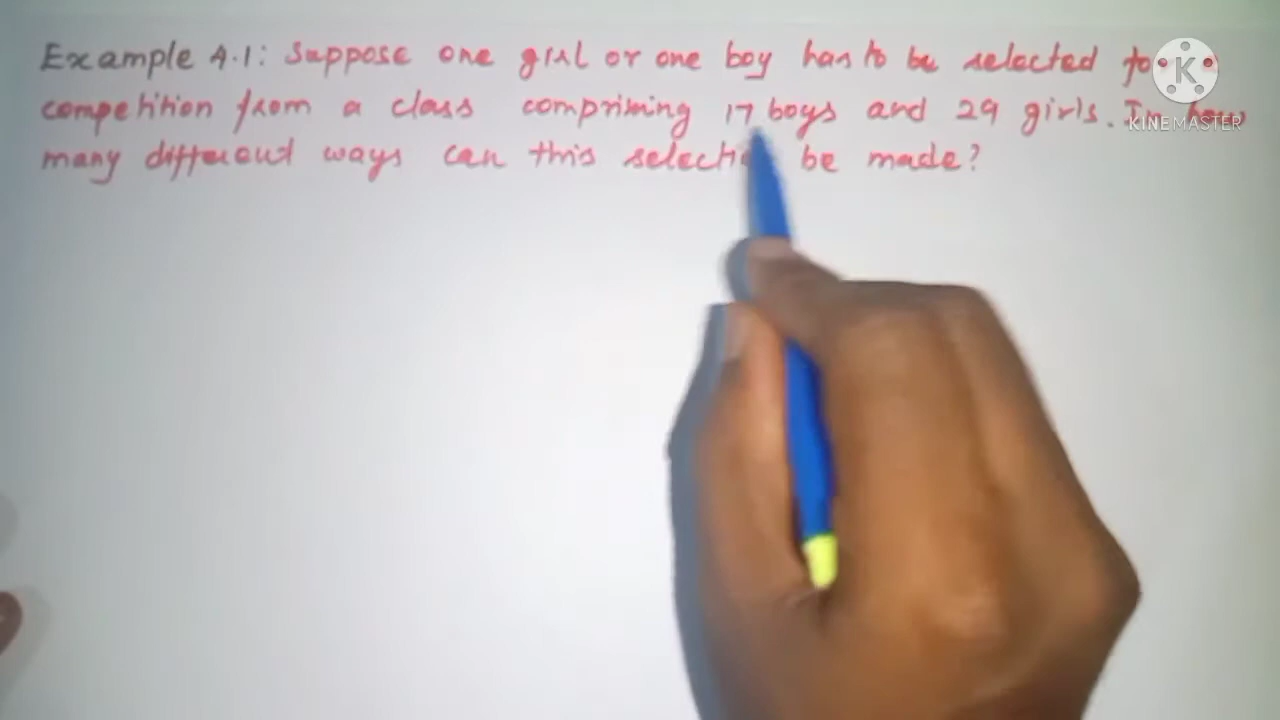 Example 4.1: Suppose one girl or one boy has to be selected for
competition from a class comprising 17 boys and 29 girls. In how
many different ways can this selection be made?
K
KINEMASTER